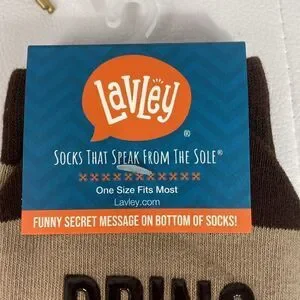 LavLey®
SOCKS THAT SPEAK FROM THE SOLE®
One Size Fits Most
Lavley.com
FUNNY SECRET MESSAGE ON BOTTOM OF SOCKS!
BRING